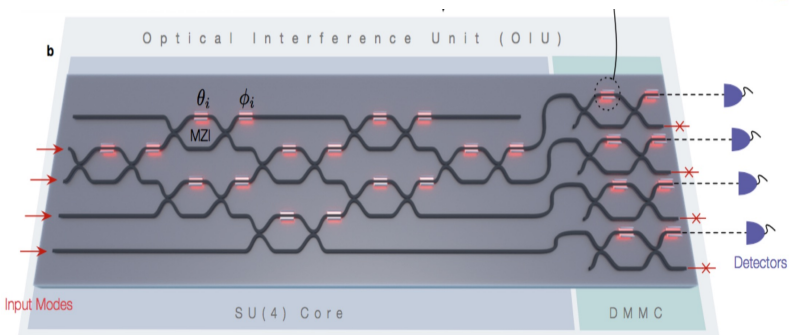 Optical Interference Unit (OIU)
b
θi ϕi
MZI
Detectors
Input Modes
SU(4) Core
DMMC